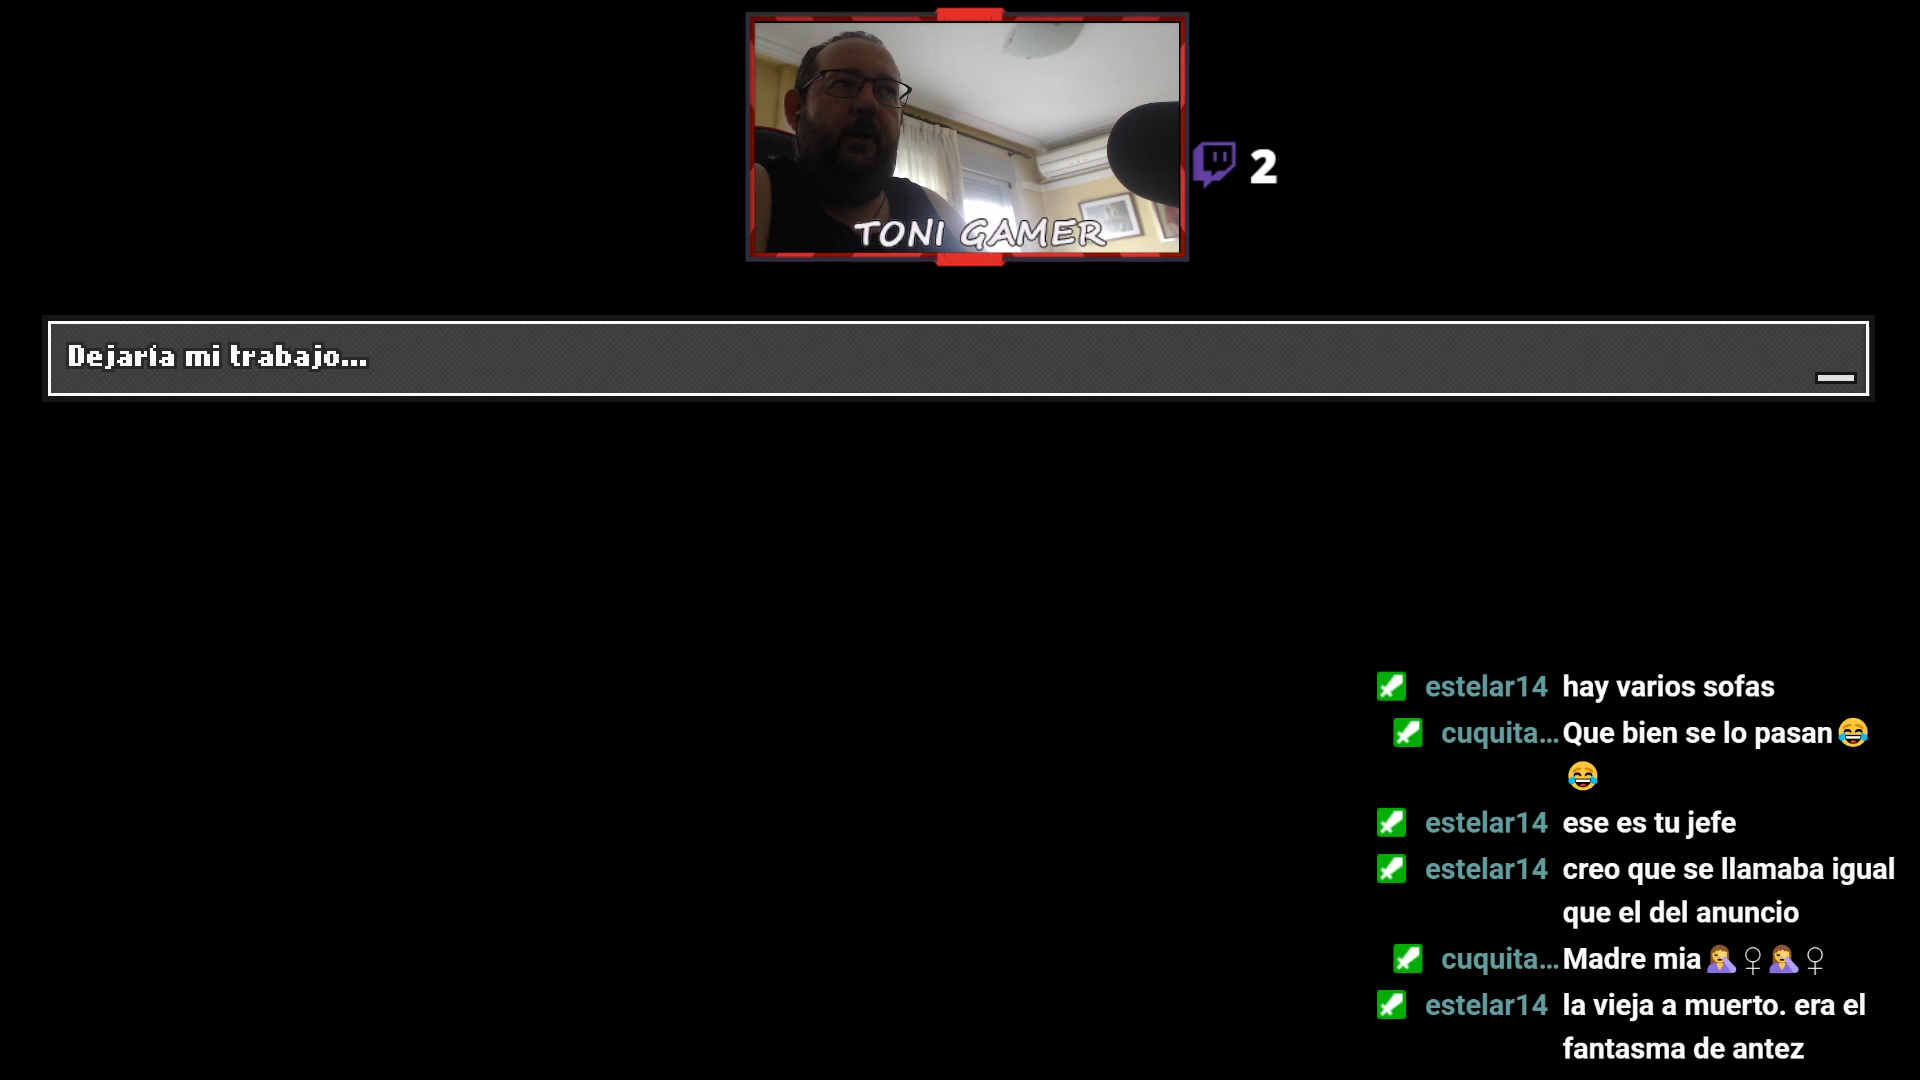 TONI GAMER
2
Dejaría mi trabajo...
estelar14 hay varios sofas
cuquita... Que bien se lo pasan😂
😂
estelar14 ese es tu jefe
estelar14 creo que se llamaba igual
que el del anuncio
cuquita... Madre mia🤦♀🤦♀
estelar14 la vieja a muerto. era el
fantasma de antez